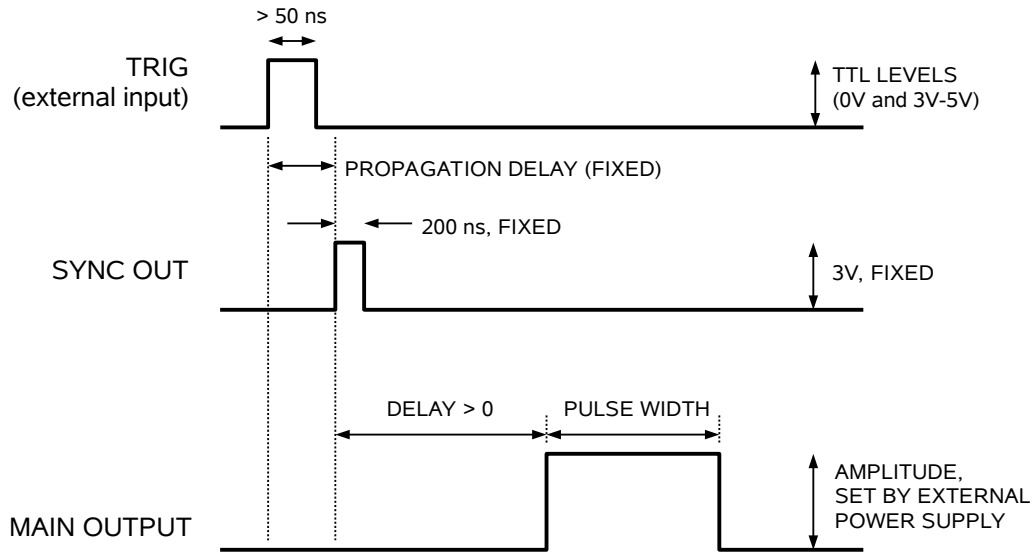 > 50 ns
TRIG
(external input)
TTL LEVELS
(0V and 3V-5V)
PROPAGATION DELAY (FIXED)
200 ns, FIXED
SYNC OUT
3V, FIXED
DELAY > 0
PULSE WIDTH
MAIN OUTPUT
AMPLITUDE,
SET BY EXTERNAL
POWER SUPPLY